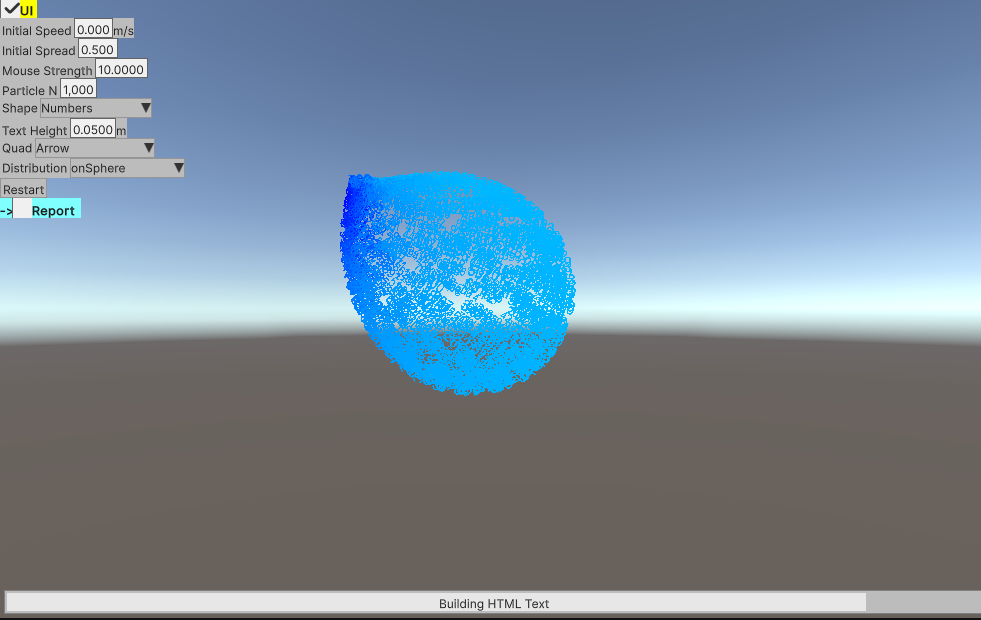 UI
Initial Speed 0.000 m/s
Initial Spread 0.500
Mouse Strength 10.0000
Particle N 1,000
Shape Numbers
Text Height 0.0500 m
Quad Arrow
Distribution onSphere
Restart
-> Report
Building HTML Text